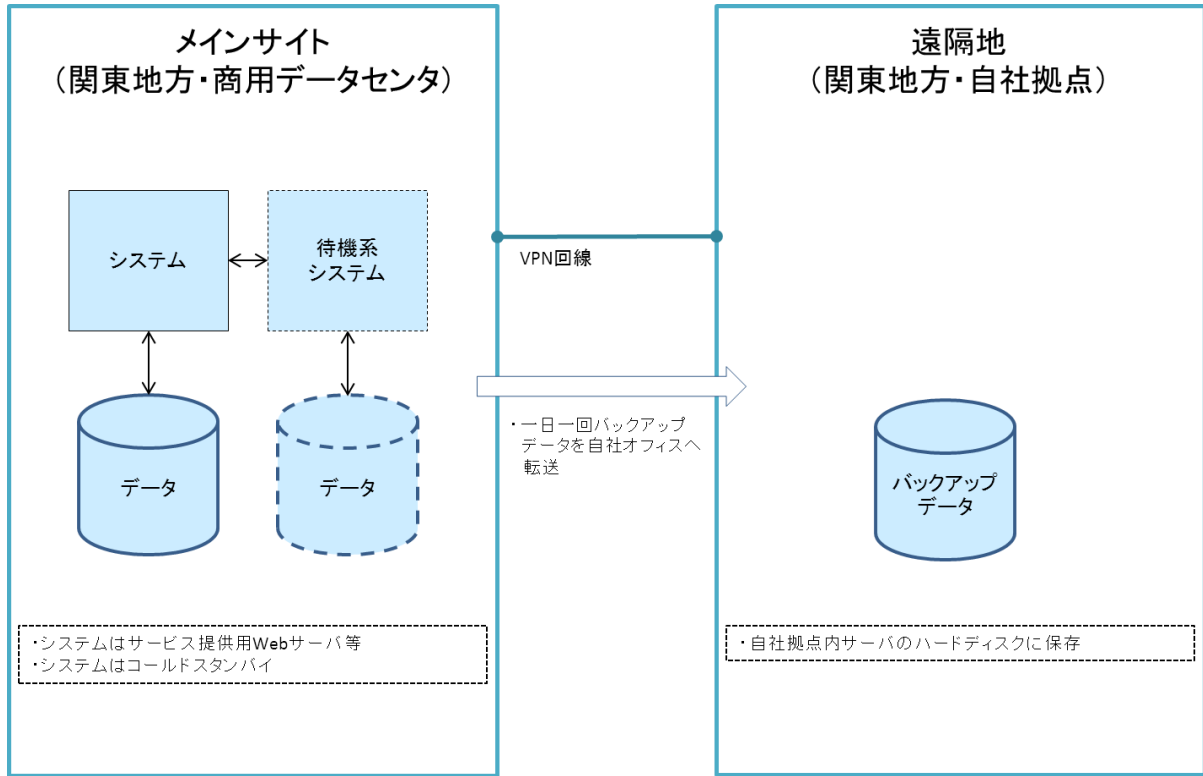 メインサイト
（関東地方・商用データセンタ）
システム
待機系
システム
データ
データ
・システムはサービス提供用Webサーバ等
・システムはコールドスタンバイ
VPN回線
・一日一回バックアップ
データを自社オフィスへ
転送
遠隔地
（関東地方・自社拠点）
バックアップ
データ
・自社拠点内サーバのハードディスクに保存